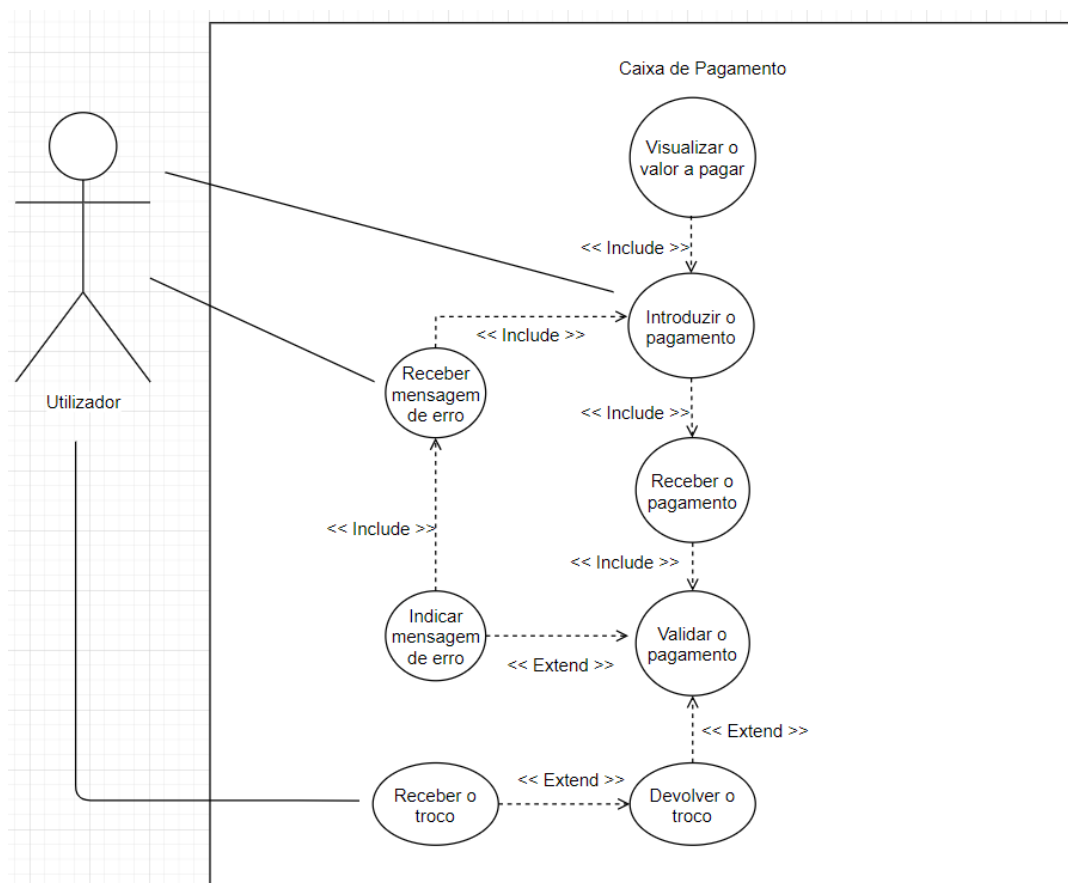 Caixa de Pagamento
Visualizar o
valor a pagar
<< Include >>
Introduzir o
pagamento
<< Include >>
Receber
mensagem
de erro
Utilizador
<< Include >>
Receber o
pagamento
<< Include >>
<< Include >>
Indicar
mensagem
de erro
<< Extend >>
Validar o
pagamento
<< Extend >>
Receber o
troco
<< Extend >>
Devolver o
troco